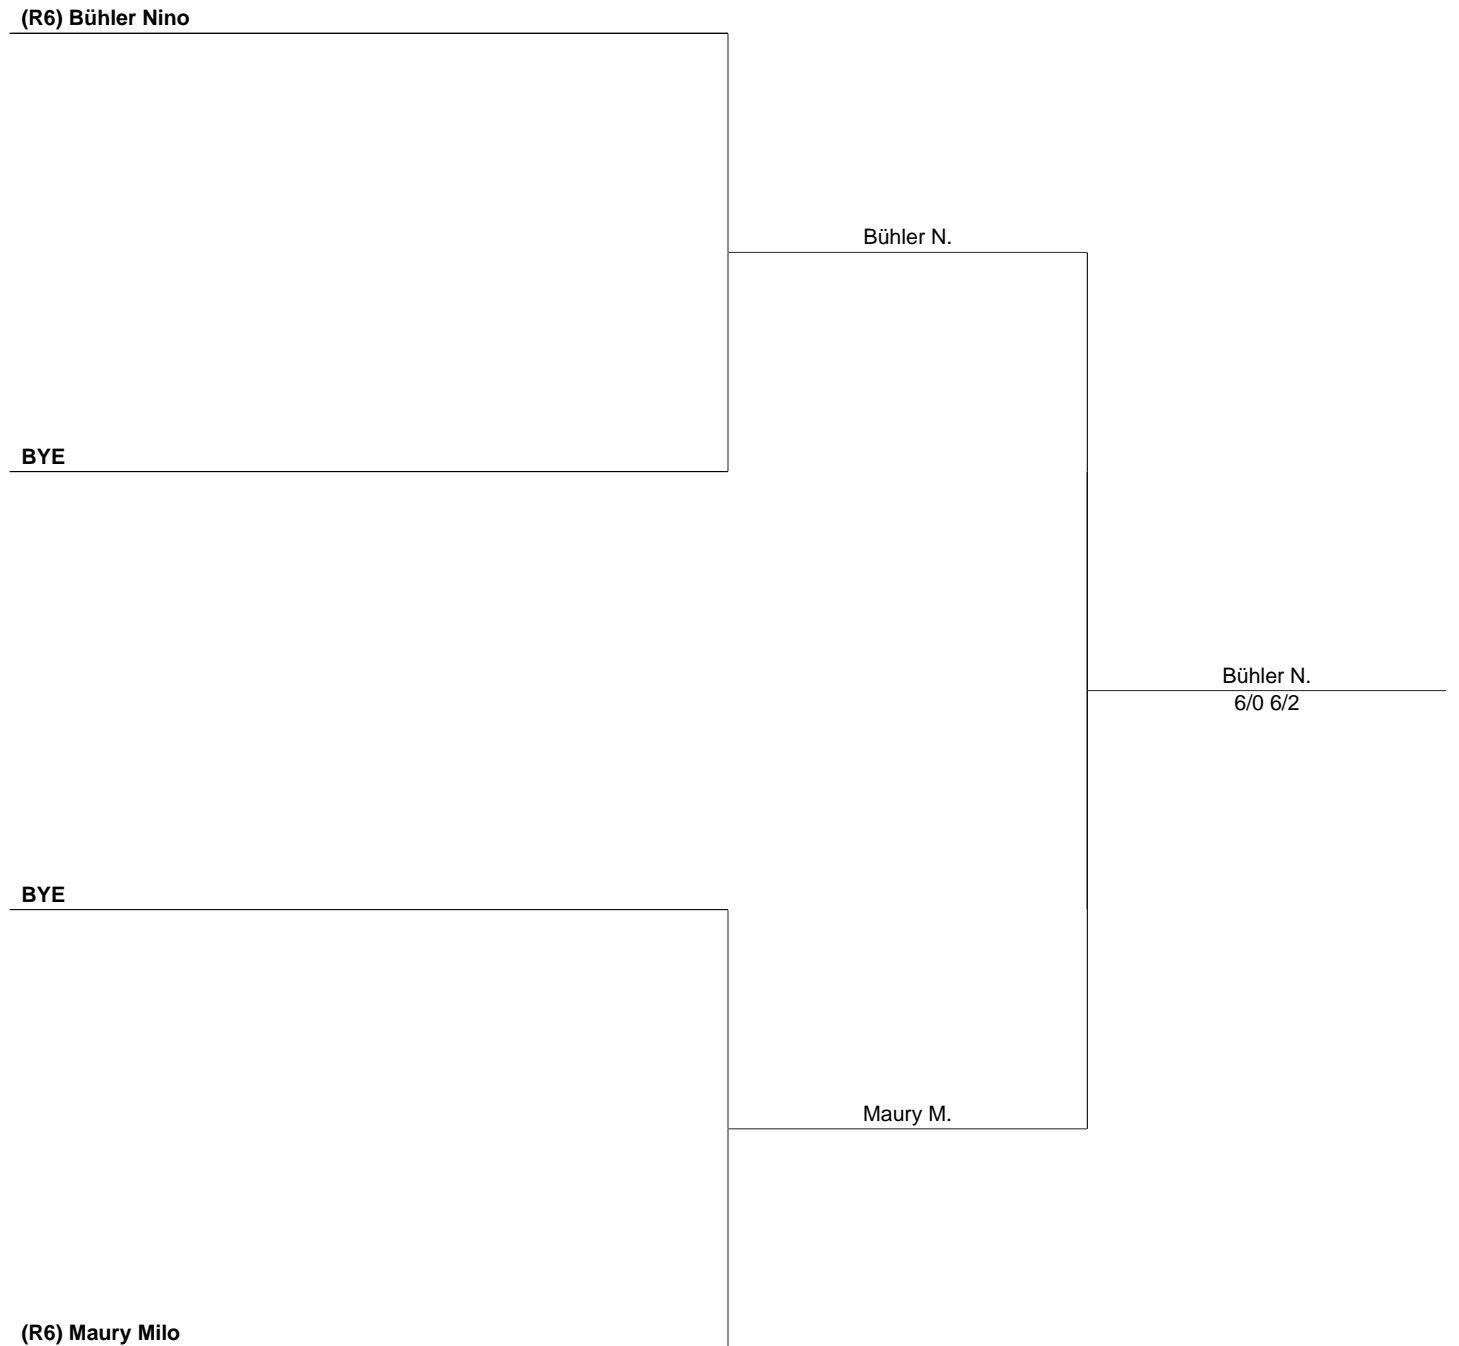 (R6) Bühler Nino
Bühler N.
BYE
Bühler N.
6/0 6/2
BYE
Maury M.
(R6) Maury Milo